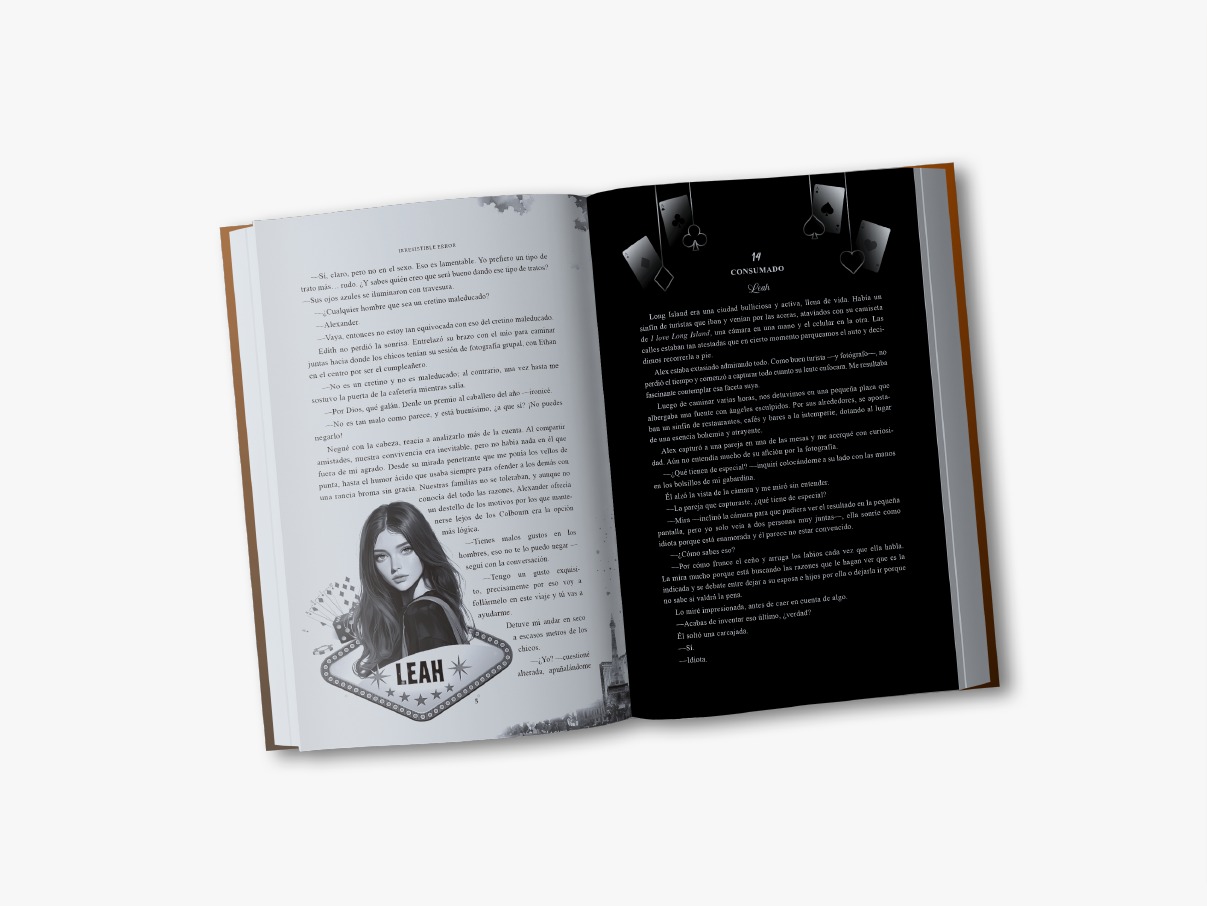 IRRESISTIBLE ERROR
—Sí, claro, pero no en el sexo. Eso es lamentable. Yo prefiero un tipo de
trato más… rudo. ¿Y sabes quién creo que será bueno dando ese tipo de tratos?
—Sus ojos azules se iluminaron con travesura.
—¿Cualquier hombre que sea un cretino maleducado?
—Alexander.
—Vaya, entonces no estoy tan equivocada con eso del cretino maleducado.
Edith no perdió la sonrisa. Entrelazó su brazo con el mío para caminar
juntas hacia donde los chicos tenían su sesión de fotografía grupal, con Ethan
en el centro por ser el cumpleañero.
—No es un cretino y no es maleducado; al contrario, una vez hasta me
sostuvo la puerta de la cafetería mientras salía.
—Por Dios, qué galán. Denle un premio al caballero del año —ironicé.
—No es tan malo como parece, y está buenísimo, ¿a que sí? ¡No puedes
negarlo!
Negué con la cabeza, reacia a analizarlo más de la cuenta. Al compartir
amistades, nuestra convivencia era inevitable, pero no había nada en él que
fuera de mi agrado. Desde su mirada penetrante que me ponía los vellos de
punta, hasta el humor ácido que usaba siempre para ofender a los demás con
una rancia broma sin gracia. Nuestras familias no se toleraban, y aunque no
conocía del todo las razones, Alexander ofrecía
un destello de los motivos por los que mante-
nerse lejos de los Colbourn era la opción
más lógica.
—Tienes malos gustos en los
hombres, eso no te lo puedo negar —
seguí con la conversación.
—Tengo un gusto exquisi-
to, precisamente por eso voy a
follármelo en este viaje y tú vas a
ayudarme.
Detuve mi andar en seco
a escasos metros de los
chicos.
—¿Yo? —cuestioné
alterada, apuñalándome
LEAH
5
19
CONSUMADO
Leah
Long Island era una ciudad bulliciosa y activa, llena de vida. Había un
sinfín de turistas que iban y venían por las aceras, ataviados con su camiseta
de I love Long Island, una cámara en una mano y el celular en la otra. Las
calles estaban tan atestadas que en cierto momento parqueamos el auto y deci-
dimos recorrerla a pie.
Alex estaba extasiado admirando todo. Como buen turista —y fotógrafo—, no
perdió el tiempo y comenzó a capturar todo cuanto su lente enfocara. Me resultaba
fascinante contemplar esa faceta suya.
Luego de caminar varias horas, nos detuvimos en una pequeña plaza que
albergaba una fuente con ángeles esculpidos. Por sus alrededores, se aposta-
ban un sinfín de restaurantes, cafés y bares a la intemperie, dotando al lugar
de una esencia bohemia y atrayente.
Alex capturó a una pareja en una de las mesas y me acerqué con curiosi-
dad. Aún no entendía mucho de su afición por la fotografía.
—¿Qué tienen de especial? —inquirí colocándome a su lado con las manos
en los bolsillos de mi gabardina.
Él alzó la vista de la cámara y me miró sin entender.
—La pareja que capturaste, ¿qué tiene de especial?
—Mira —inclinó la cámara para que pudiera ver el resultado en la pequeña
pantalla, pero yo solo veía a dos personas muy juntas—, ella sonríe como
idiota porque está enamorada y él parece no estar convencido.
—¿Cómo sabes eso?
—Por cómo frunce el ceño y arruga los labios cada vez que ella habla.
La mira mucho porque está buscando las razones que le hagan ver que es la
indicada y se debate entre dejar a su esposa e hijos por ella o dejarla ir porque
no sabe si valdrá la pena.
Lo miré impresionada, antes de caer en cuenta de algo.
—Acabas de inventar eso último, ¿verdad?
Él soltó una carcajada.
—Sí.
—Idiota.